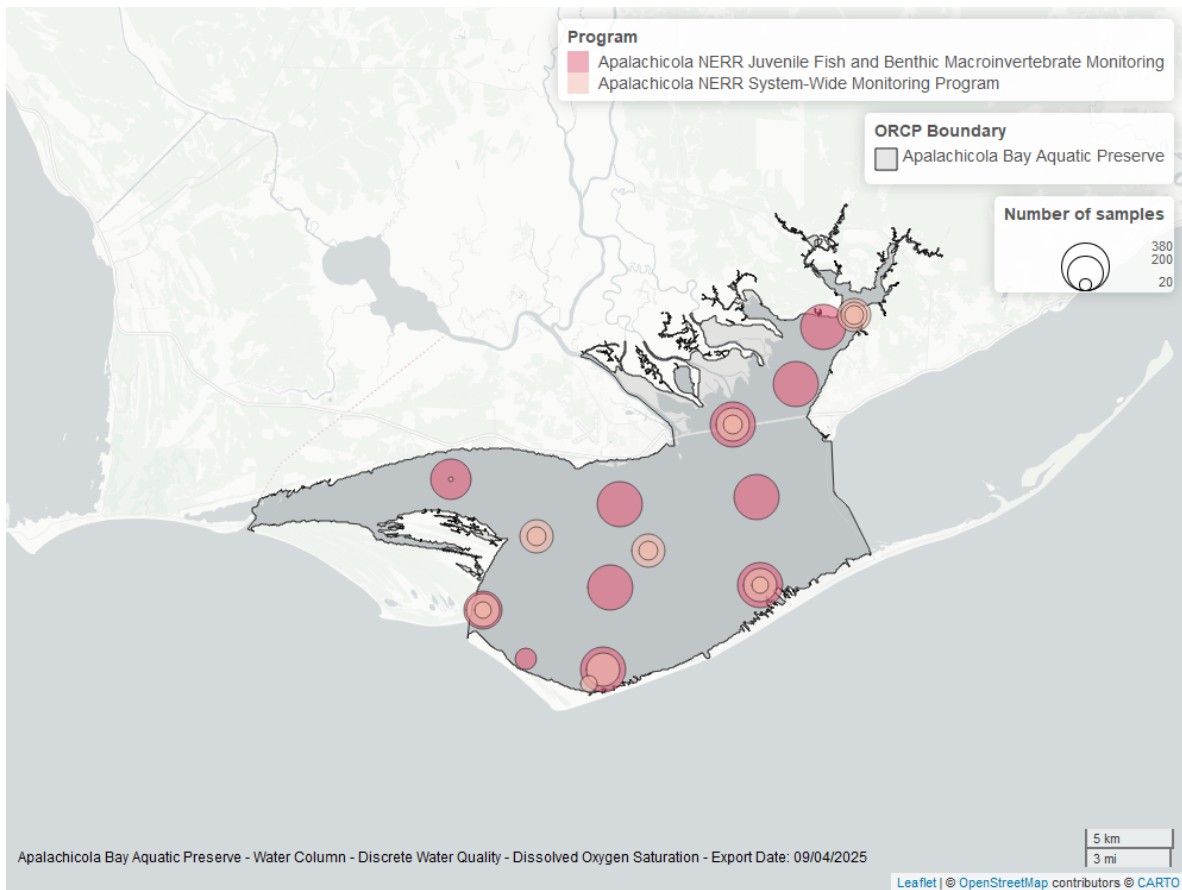 Program
Apalachicola NERR Juvenile Fish and Benthic Macroinvertebrate Monitoring
Apalachicola NERR System-Wide Monitoring Program
ORCP Boundary
Apalachicola Bay Aquatic Preserve
Number of samples
380
200
20
5 km
3 mi
Apalachicola Bay Aquatic Preserve - Water Column - Discrete Water Quality - Dissolved Oxygen Saturation - Export Date: 09/04/2025
Leaflet | © OpenStreetMap contributors © CARTO